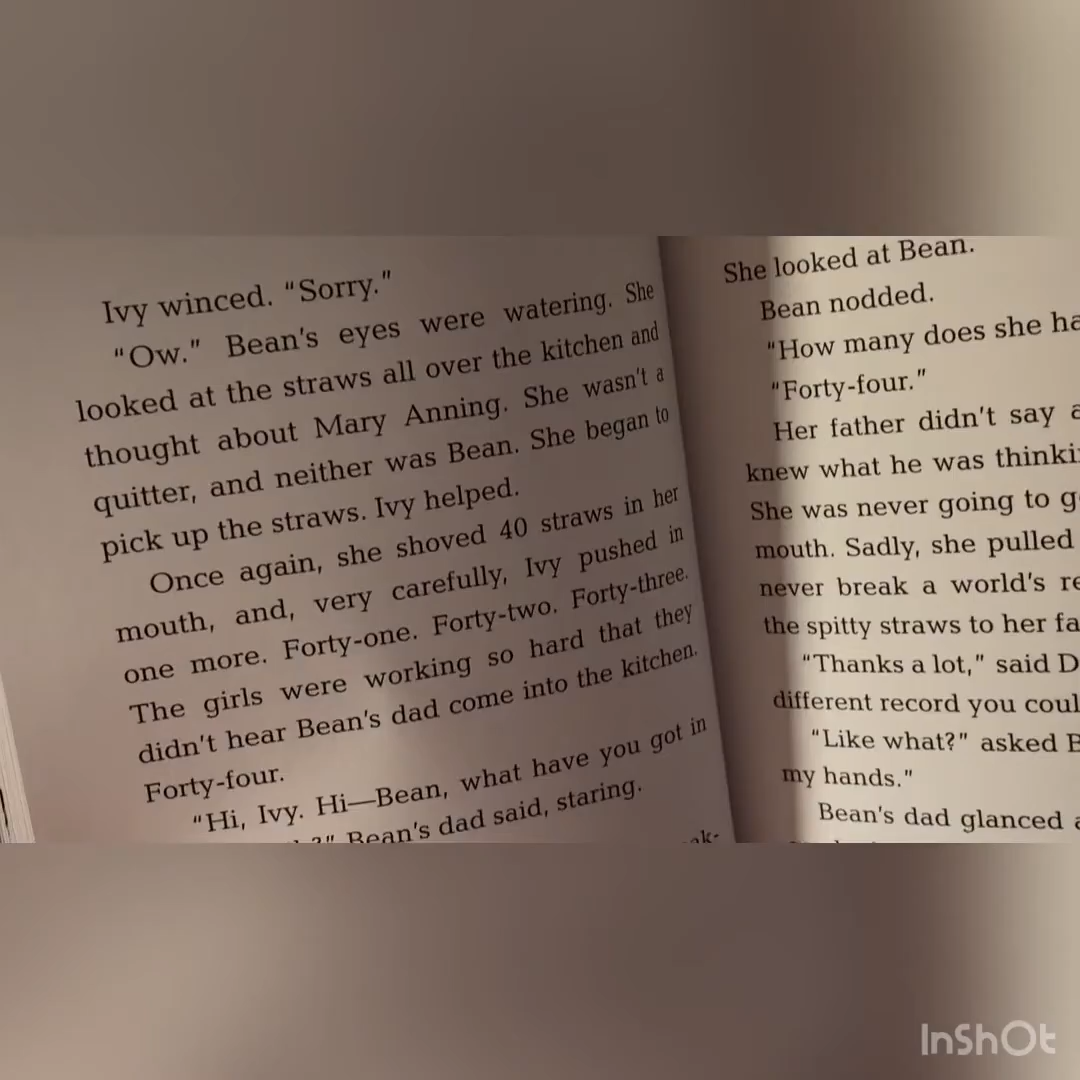 Ivy winced. “Sorry.”
“Ow.” Bean’s eyes were watering. She
looked at the straws all over the kitchen and
thought about Mary Anning. She wasn’t a
quitter, and neither was Bean. She began to
pick up the straws. Ivy helped.
Once again, she shoved 40 straws in her
mouth, and, very carefully, Ivy pushed in
one more. Forty-one. Forty-two. Forty-three.
The girls were working so hard that they
didn’t hear Bean’s dad come into the kitchen.
Forty-four.
“Hi, Ivy. Hi—Bean, what have you got in
?” Bean’s dad said, staring.
She looked at Bean.
Bean nodded.
“How many does she ha
“Forty-four.”
Her father didn’t say a
knew what he was thinki
She was never going to g
mouth. Sadly, she pulled
never break a world’s re
the spitty straws to her fa
“Thanks a lot,” said D
different record you coul
“Like what?” asked B
my hands.”
Bean’s dad glanced a
InShOt